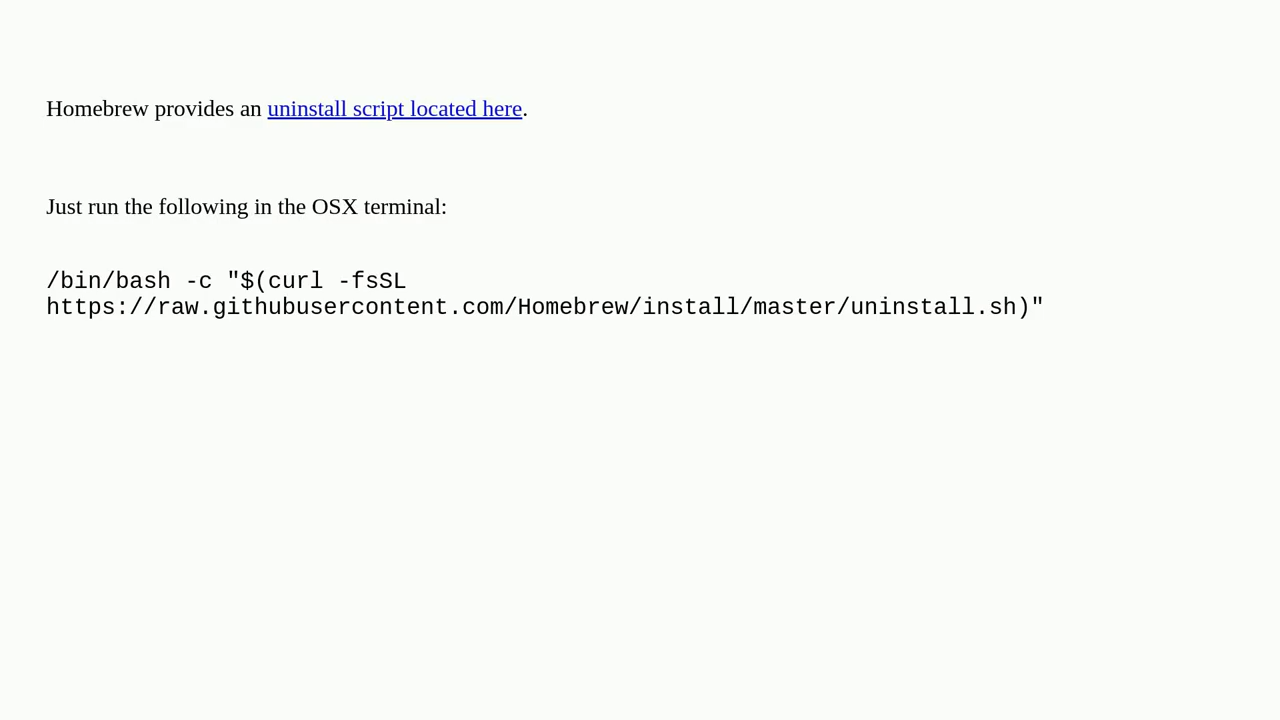 Homebrew provides an uninstall script located here.
Just run the following in the OSX terminal:
/bin/bash -c "$(curl -fsSL
https://raw.githubusercontent.com/Homebrew/install/master/uninstall.sh)"